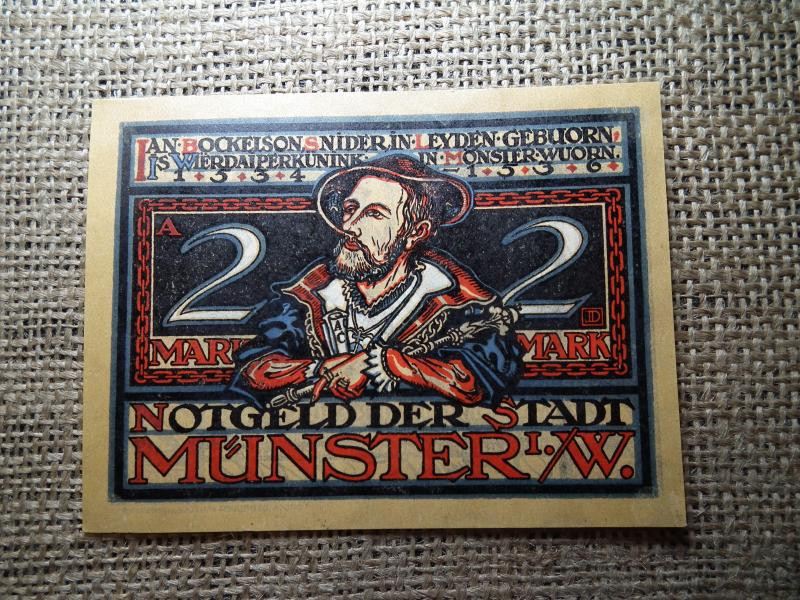 IAN·BOCKELSON·SNIDER·IN·LEYDEN·GEBUORN,
IS WIERDAIPERKUNINK IN MONSTER·WUORN.
1·5·3·4 — 1·5·3·6
A
2 2
ID
MARK MARK
NOTGELD DER STADT
MÜNSTER I./W.